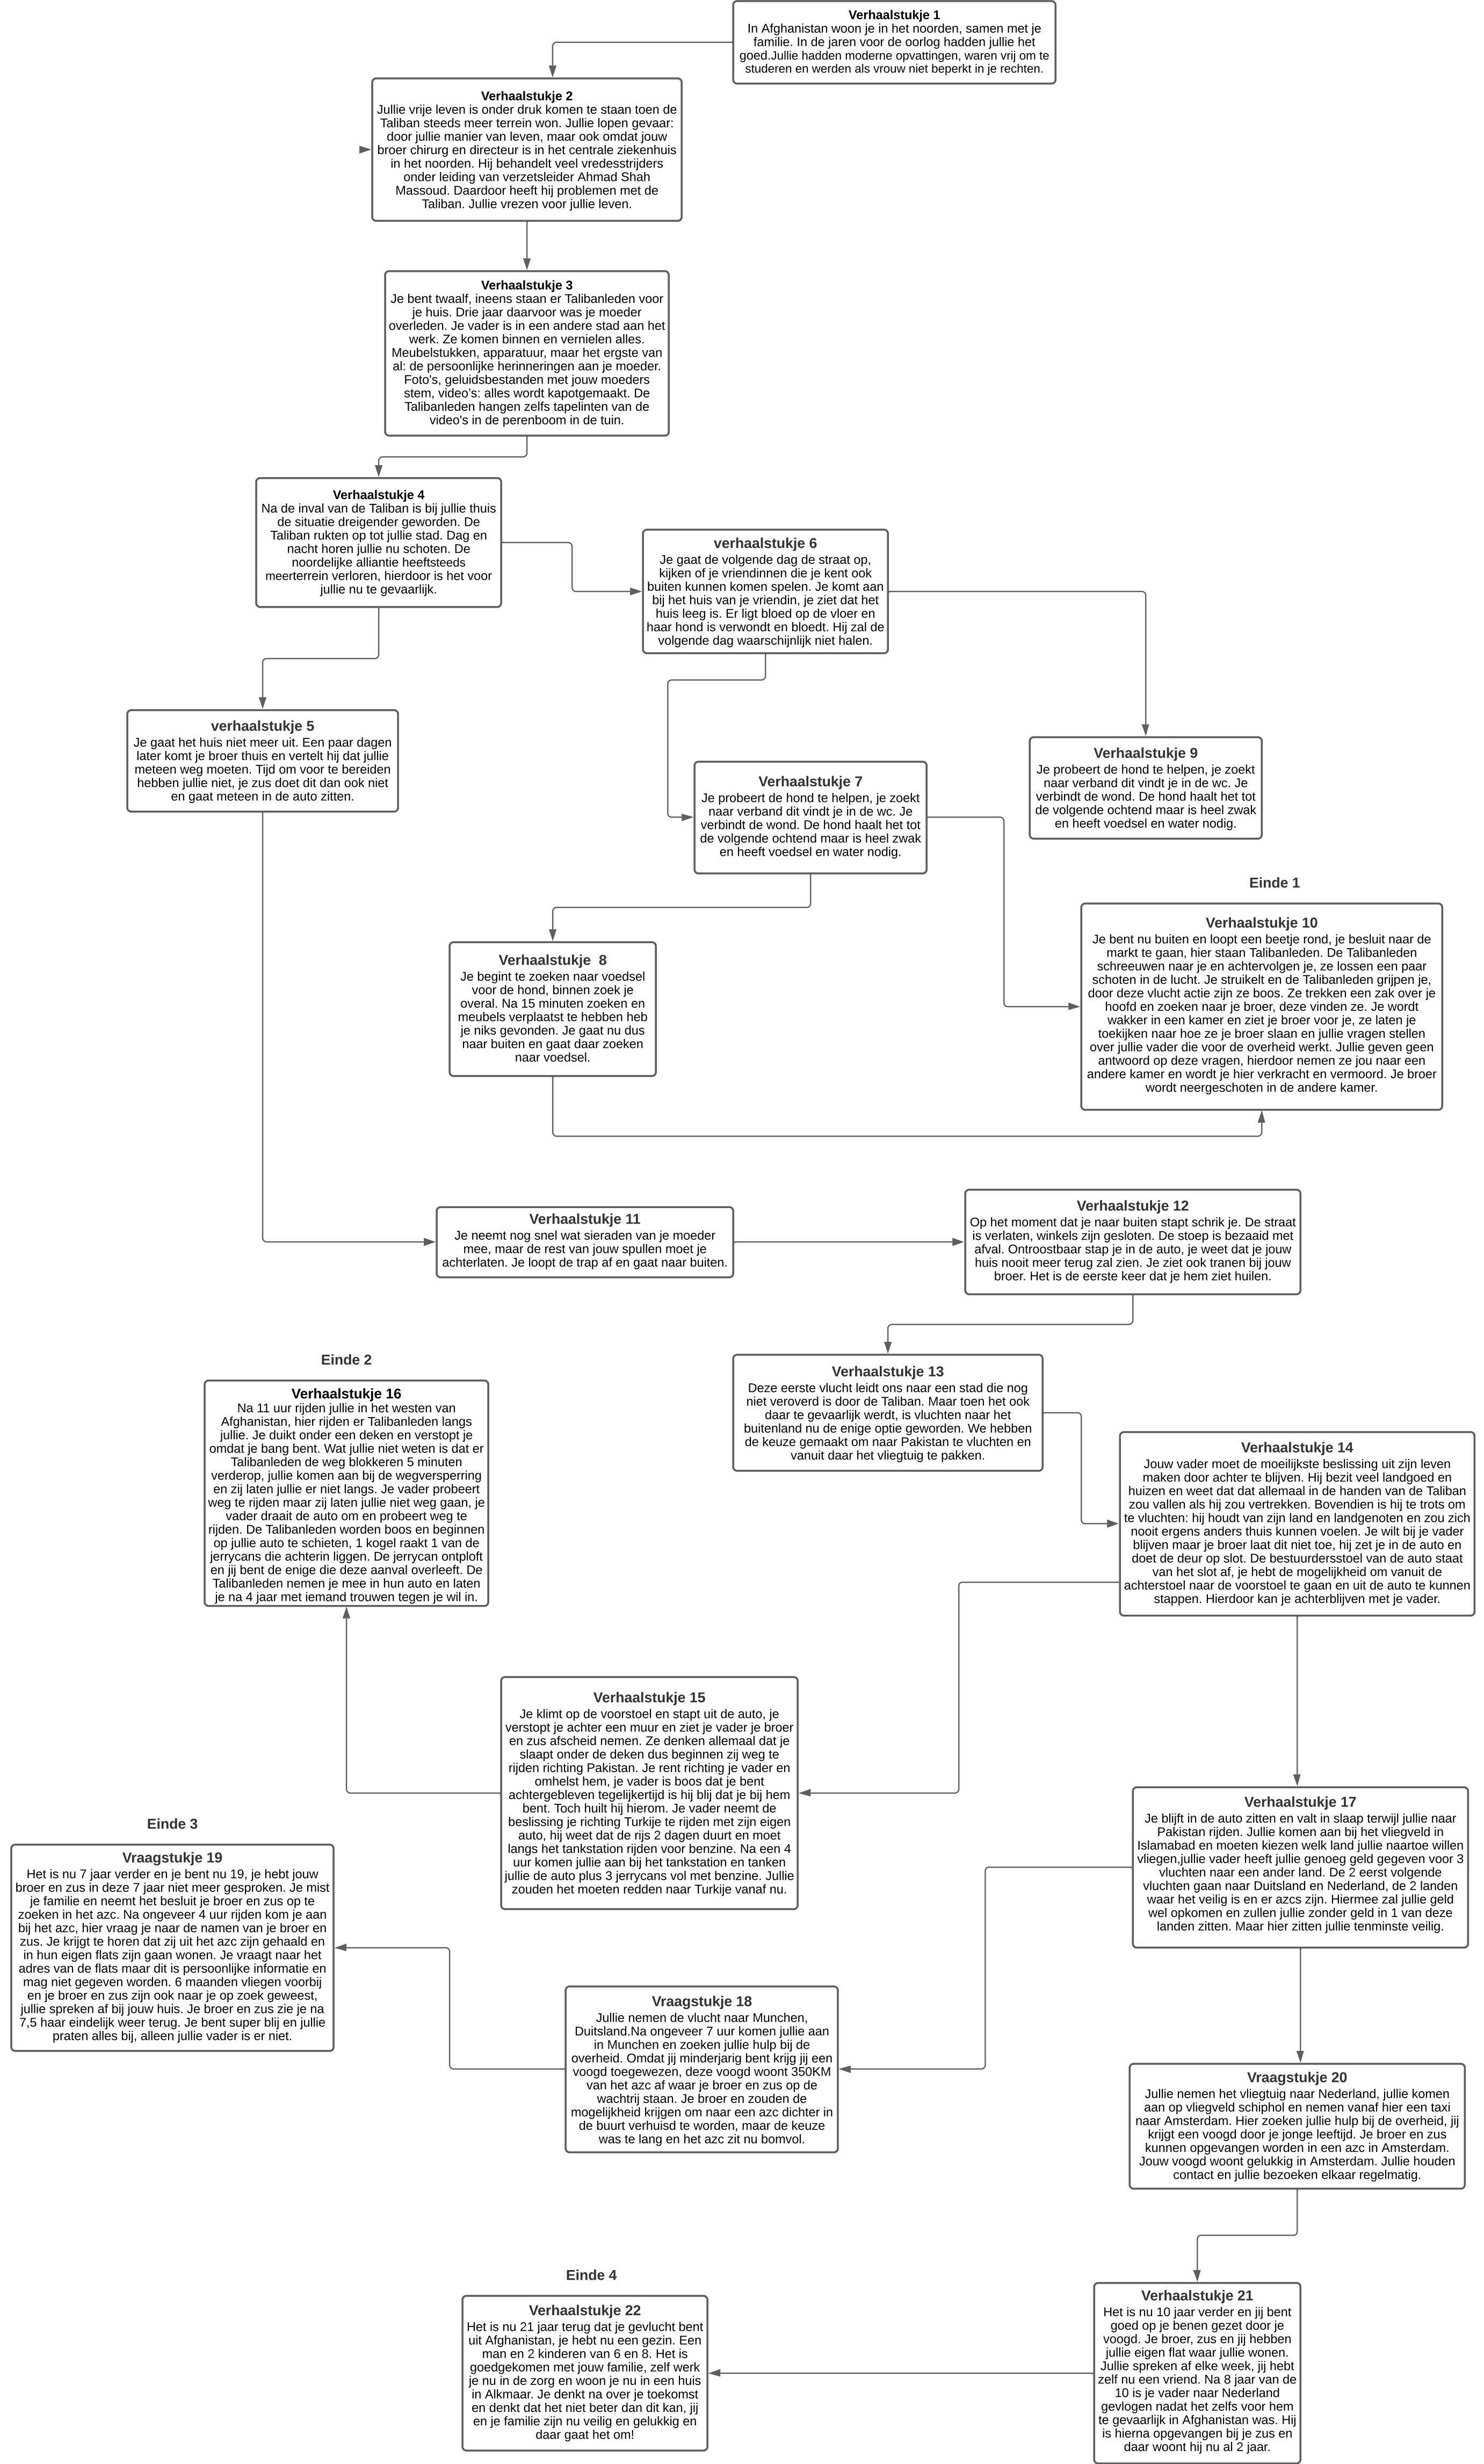 Verhaalstukje 1
In Afghanistan woon je in het noorden, samen met je
familie. In de jaren voor de oorlog hadden jullie het
goed.Jullie hadden moderne opvattingen, waren vrij om te
studeren en werden als vrouw niet beperkt in je rechten.
Verhaalstukje 2
Jullie vrije leven is onder druk komen te staan toen de
Taliban steeds meer terrein won. Jullie lopen gevaar:
door jullie manier van leven, maar ook omdat jouw
broer chirurg en directeur is in het centrale ziekenhuis
in het noorden. Hij behandelt veel vredesstrijders
onder leiding van verzetsleider Ahmad Shah
Massoud. Daardoor heeft hij problemen met de
Taliban. Jullie vrezen voor jullie leven.
Verhaalstukje 3
Je bent twaalf, ineens staan er Talibanleden voor
je huis. Drie jaar daarvoor was je moeder
overleden. Je vader is in een andere stad aan het
werk. Ze komen binnen en vernielen alles.
Meubelstukken, apparatuur, maar het ergste van
al: de persoonlijke herinneringen aan je moeder.
Foto's, geluidsbestanden met jouw moeders
stem, video's: alles wordt kapotgemaakt. De
Talibanleden hangen zelfs tapelinten van de
video's in de perenboom in de tuin.
Verhaalstukje 4
Na de inval van de Taliban is bij jullie thuis
de situatie dreigender geworden. De
Taliban rukten op tot jullie stad. Dag en
nacht horen jullie nu schoten. De
noordelijke alliantie heeftsteeds
meerterrein verloren, hierdoor is het voor
jullie nu te gevaarlijk.
verhaalstukje 6
Je gaat de volgende dag de straat op,
kijken of je vriendinnen die je kent ook
buiten kunnen komen spelen. Je komt aan
bij het huis van je vriendin, je ziet dat het
huis leeg is. Er ligt bloed op de vloer en
haar hond is verwondt en bloedt. Hij zal de
volgende dag waarschijnlijk niet halen.
verhaalstukje 5
Je gaat het huis niet meer uit. Een paar dagen
later komt je broer thuis en vertelt hij dat jullie
meteen weg moeten. Tijd om voor te bereiden
hebben jullie niet, je zus doet dit dan ook niet
en gaat meteen in de auto zitten.
Verhaalstukje 9
Je probeert de hond te helpen, je zoekt
naar verband dit vindt je in de wc. Je
verbindt de wond. De hond haalt het tot
de volgende ochtend maar is heel zwak
en heeft voedsel en water nodig.
Verhaalstukje 7
Je probeert de hond te helpen, je zoekt
naar verband dit vindt je in de wc. Je
verbindt de wond. De hond haalt het tot
de volgende ochtend maar is heel zwak
en heeft voedsel en water nodig.
Einde 1
Verhaalstukje 10
Je bent nu buiten en loopt een beetje rond, je besluit naar de
markt te gaan, hier staan Talibanleden. De Talibanleden
schreeuwen naar je en achtervolgen je, ze lossen een paar
schoten in de lucht. Je struikelt en de Talibanleden grijpen je,
door deze vlucht actie zijn ze boos. Ze trekken een zak over je
hoofd en zoeken naar je broer, deze vinden ze. Je wordt
wakker in een kamer en ziet je broer voor je, ze laten je
toekijken naar hoe ze je broer slaan en jullie vragen stellen
over jullie vader die voor de overheid werkt. Jullie geven geen
antwoord op deze vragen, hierdoor nemen ze jou naar een
andere kamer en wordt je hier verkracht en vermoord. Je broer
wordt neergeschoten in de andere kamer.
Verhaalstukje  8
Je begint te zoeken naar voedsel
voor de hond, binnen zoek je
overal. Na 15 minuten zoeken en
meubels verplaatst te hebben heb
je niks gevonden. Je gaat nu dus
naar buiten en gaat daar zoeken
naar voedsel.
Verhaalstukje 11
Je neemt nog snel wat sieraden van je moeder
mee, maar de rest van jouw spullen moet je
achterlaten. Je loopt de trap af en gaat naar buiten.
Verhaalstukje 12
Op het moment dat je naar buiten stapt schrik je. De straat
is verlaten, winkels zijn gesloten. De stoep is bezaaid met
afval. Ontroostbaar stap je in de auto, je weet dat je jouw
huis nooit meer terug zal zien. Je ziet ook tranen bij jouw
broer. Het is de eerste keer dat je hem ziet huilen.
Verhaalstukje 13
Deze eerste vlucht leidt ons naar een stad die nog
niet veroverd is door de Taliban. Maar toen het ook
daar te gevaarlijk werdt, is vluchten naar het
buitenland nu de enige optie geworden. We hebben
de keuze gemaakt om naar Pakistan te vluchten en
vanuit daar het vliegtuig te pakken.
Einde 2
Verhaalstukje 16
Na 11 uur rijden jullie in het westen van
Afghanistan, hier rijden er Talibanleden langs
jullie. Je duikt onder een deken en verstopt je
omdat je bang bent. Wat jullie niet weten is dat er
Talibanleden de weg blokkeren 5 minuten
verderop, jullie komen aan bij de wegversperring
en zij laten jullie er niet langs. Je vader probeert
weg te rijden maar zij laten jullie niet weg gaan, je
vader draait de auto om en probeert weg te
rijden. De Talibanleden worden boos en beginnen
op jullie auto te schieten, 1 kogel raakt 1 van de
jerrycans die achterin liggen. De jerrycan ontploft
en jij bent de enige die deze aanval overleeft. De
Talibanleden nemen je mee in hun auto en laten
je na 4 jaar met iemand trouwen tegen je wil in.
Verhaalstukje 14
Jouw vader moet de moeilijkste beslissing uit zijn leven
maken door achter te blijven. Hij bezit veel landgoed en
huizen en weet dat dat allemaal in de handen van de Taliban
zou vallen als hij zou vertrekken. Bovendien is hij te trots om
te vluchten: hij houdt van zijn land en landgenoten en zou zich
nooit ergens anders thuis kunnen voelen. Je wilt bij je vader
blijven maar je broer laat dit niet toe, hij zet je in de auto en
doet de deur op slot. De bestuurdersstoel van de auto staat
van het slot af, je hebt de mogelijkheid om vanuit de
achterstoel naar de voorstoel te gaan en uit de auto te kunnen
stappen. Hierdoor kan je achterblijven met je vader.
Verhaalstukje 15
Je klimt op de voorstoel en stapt uit de auto, je
verstopt je achter een muur en ziet je vader je broer
en zus afscheid nemen. Ze denken allemaal dat je
slaapt onder de deken dus beginnen zij weg te
rijden richting Pakistan. Je rent richting je vader en
omhelst hem, je vader is boos dat je bent
achtergebleven tegelijkertijd is hij blij dat je bij hem
bent. Toch huilt hij hierom. Je vader neemt de
beslissing je richting Turkije te rijden met zijn eigen
auto, hij weet dat de rijs 2 dagen duurt en moet
langs het tankstation rijden voor benzine. Na een 4
uur komen jullie aan bij het tankstation en tanken
jullie de auto plus 3 jerrycans vol met benzine. Jullie
zouden het moeten redden naar Turkije vanaf nu.
Verhaalstukje 17
Je blijft in de auto zitten en valt in slaap terwijl jullie naar
Pakistan rijden. Jullie komen aan bij het vliegveld in
Islamabad en moeten kiezen welk land jullie naartoe willen
vliegen,jullie vader heeft jullie genoeg geld gegeven voor 3
vluchten naar een ander land. De 2 eerst volgende
vluchten gaan naar Duitsland en Nederland, de 2 landen
waar het veilig is en er azcs zijn. Hiermee zal jullie geld
wel opkomen en zullen jullie zonder geld in 1 van deze
landen zitten. Maar hier zitten jullie tenminste veilig.
Einde 3
Vraagstukje 19
Het is nu 7 jaar verder en je bent nu 19, je hebt jouw
broer en zus in deze 7 jaar niet meer gesproken. Je mist
je familie en neemt het besluit je broer en zus op te
zoeken in het azc. Na ongeveer 4 uur rijden kom je aan
bij het azc, hier vraag je naar de namen van je broer en
zus. Je krijgt te horen dat zij uit het azc zijn gehaald en
in hun eigen flats zijn gaan wonen. Je vraagt naar het
adres van de flats maar dit is persoonlijke informatie en
mag niet gegeven worden. 6 maanden vliegen voorbij
en je broer en zus zijn ook naar je op zoek geweest,
jullie spreken af bij jouw huis. Je broer en zus zie je na
7,5 haar eindelijk weer terug. Je bent super blij en jullie
praten alles bij, alleen jullie vader is er niet.
Vraagstukje 18
Jullie nemen de vlucht naar Munchen,
Duitsland.Na ongeveer 7 uur komen jullie aan
in Munchen en zoeken jullie hulp bij de
overheid. Omdat jij minderjarig bent krijg jij een
voogd toegewezen, deze voogd woont 350KM
van het azc af waar je broer en zus op de
wachtrij staan. Je broer en zouden de
mogelijkheid krijgen om naar een azc dichter in
de buurt verhuisd te worden, maar de keuze
was te lang en het azc zit nu bomvol.
Vraagstukje 20
Jullie nemen het vliegtuig naar Nederland, jullie komen
aan op vliegveld schiphol en nemen vanaf hier een taxi
naar Amsterdam. Hier zoeken jullie hulp bij de overheid, jij
krijgt een voogd door je jonge leeftijd. Je broer en zus
kunnen opgevangen worden in een azc in Amsterdam.
Jouw voogd woont gelukkig in Amsterdam. Jullie houden
contact en jullie bezoeken elkaar regelmatig.
Einde 4
Verhaalstukje 22
Het is nu 21 jaar terug dat je gevlucht bent
uit Afghanistan, je hebt nu een gezin. Een
man en 2 kinderen van 6 en 8. Het is
goedgekomen met jouw familie, zelf werk
je nu in de zorg en woon je nu in een huis
in Alkmaar. Je denkt na over je toekomst
en denkt dat het niet beter dan dit kan, jij
en je familie zijn nu veilig en gelukkig en
daar gaat het om!
Verhaalstukje 21
Het is nu 10 jaar verder en jij bent
goed op je benen gezet door je
voogd. Je broer, zus en jij hebben
jullie eigen flat waar jullie wonen.
Jullie spreken af elke week, jij hebt
zelf nu een vriend. Na 8 jaar van de
10 is je vader naar Nederland
gevlogen nadat het zelfs voor hem
te gevaarlijk in Afghanistan was. Hij
is hierna opgevangen bij je zus en
daar woont hij nu al 2 jaar.